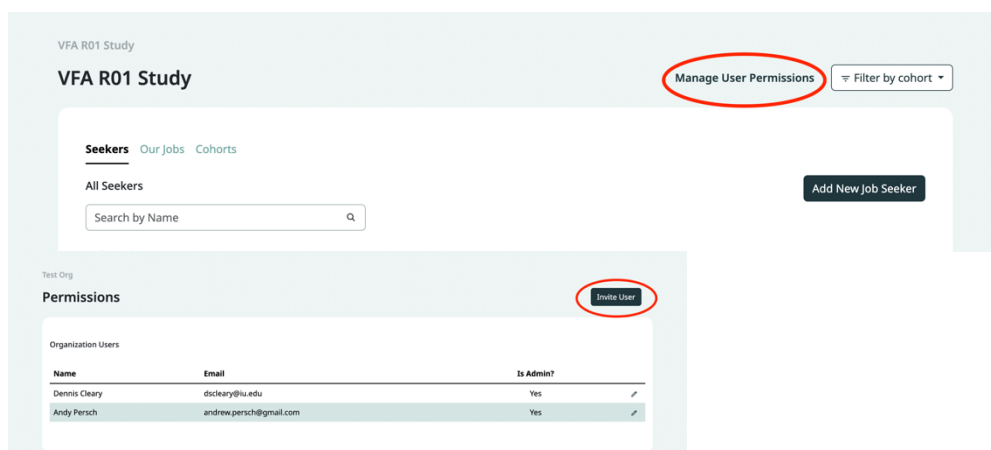 VFA R01 Study
VFA R01 Study
Manage User Permissions
Filter by cohort
Seekers Our Jobs Cohorts
All Seekers
Add New Job Seeker
Search by Name
Test Org
Permissions
Invite User
Organization Users
Name Email Is Admin?
Dennis Cleary dscleary@iu.edu Yes
Andy Persch andrew.persch@gmail.com Yes